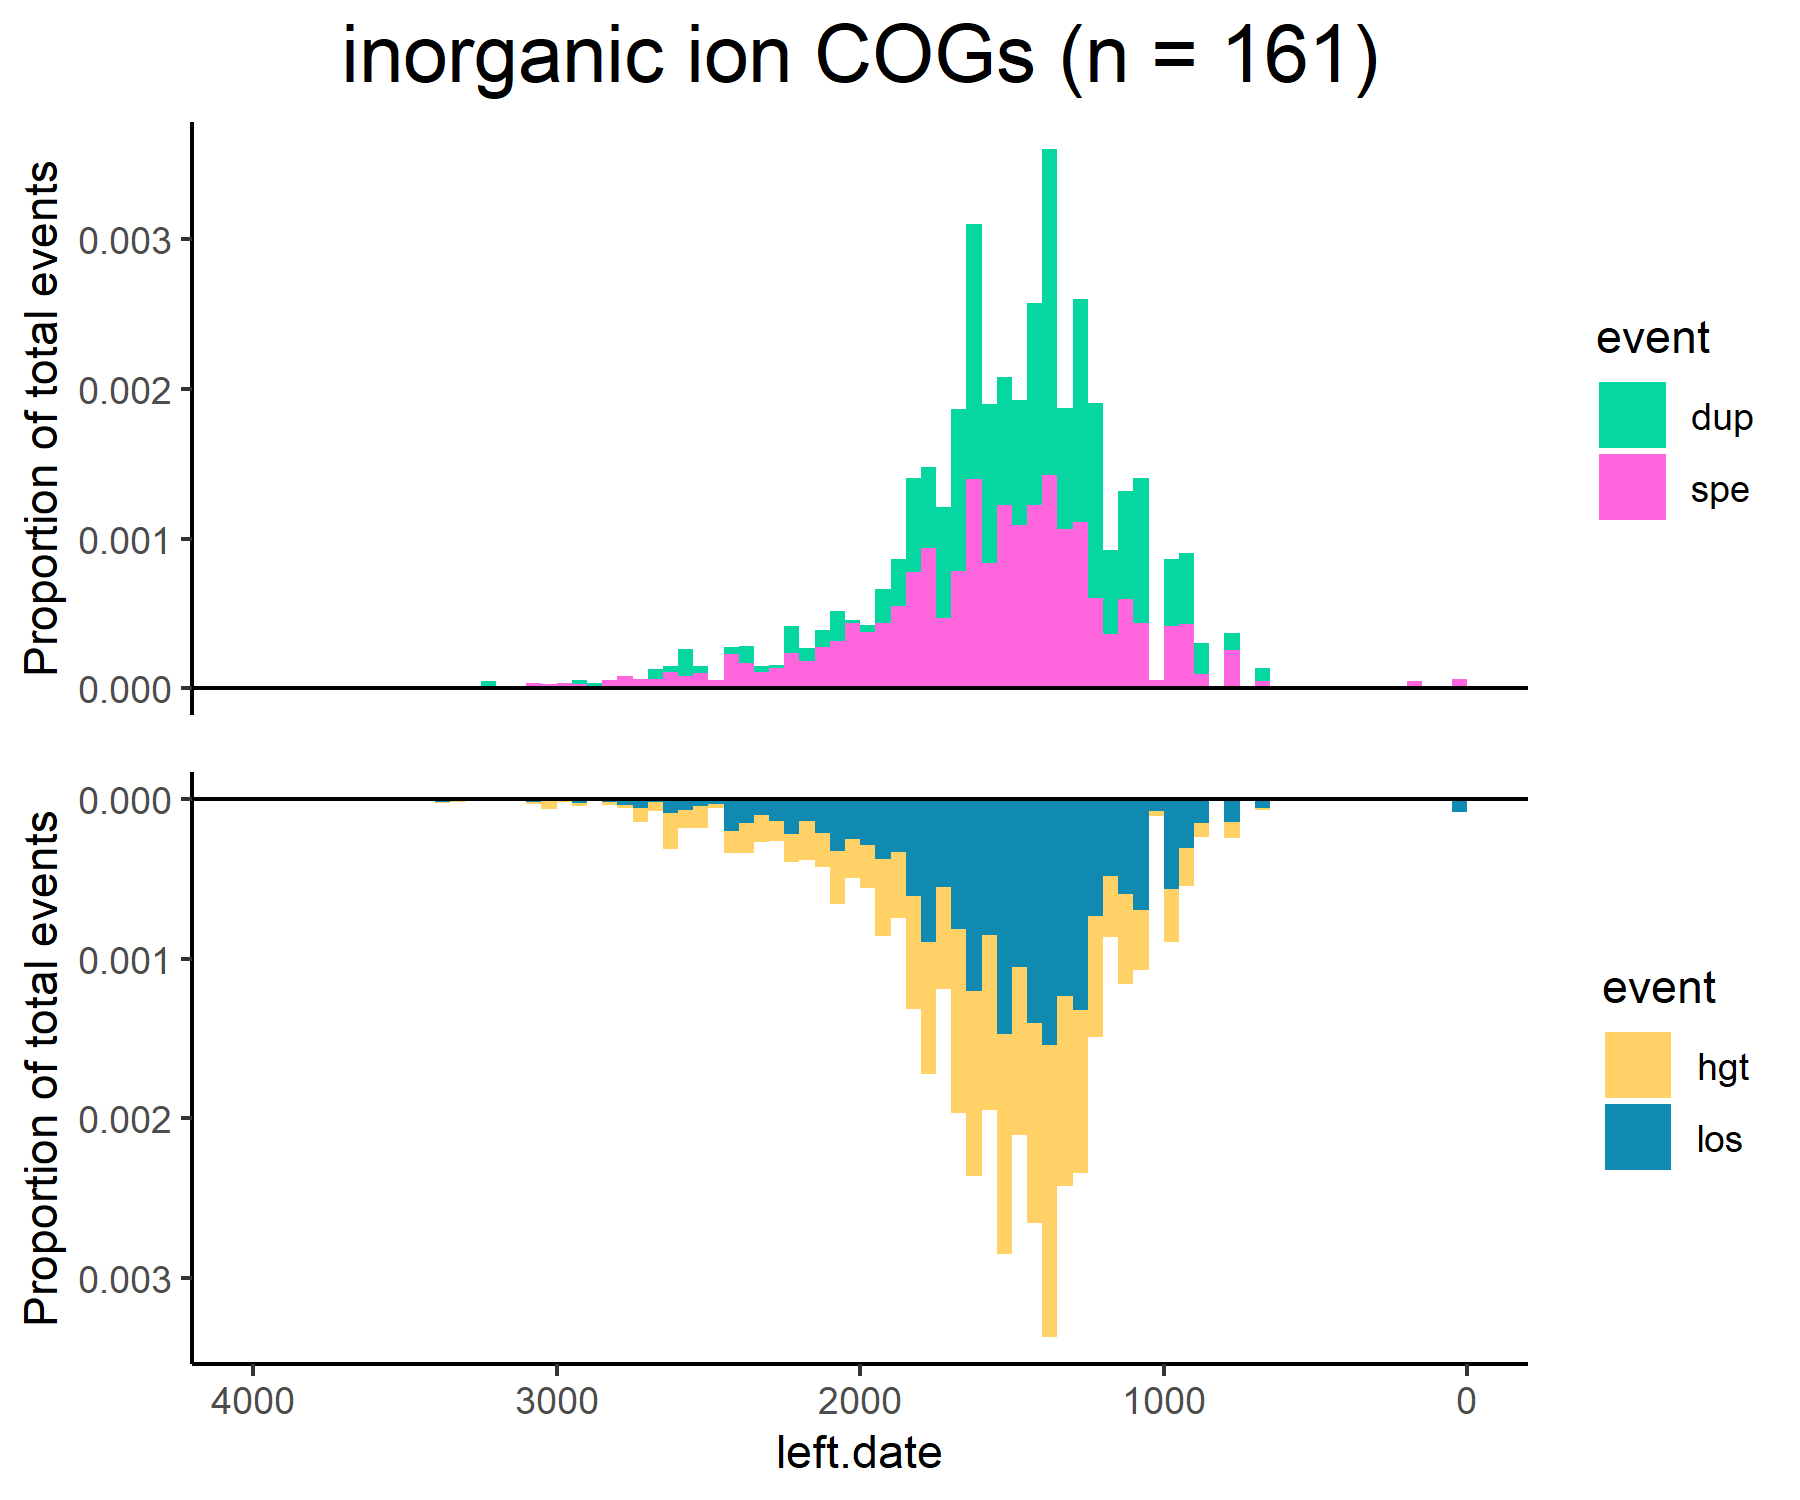 inorganic ion COGs (n = 161)
Proportion of total events
0.003
0.002
0.001
0.000
event
dup
spe
Proportion of total events
0.000
0.001
0.002
0.003
event
hgt
los
4000 3000 2000 1000 0
left.date